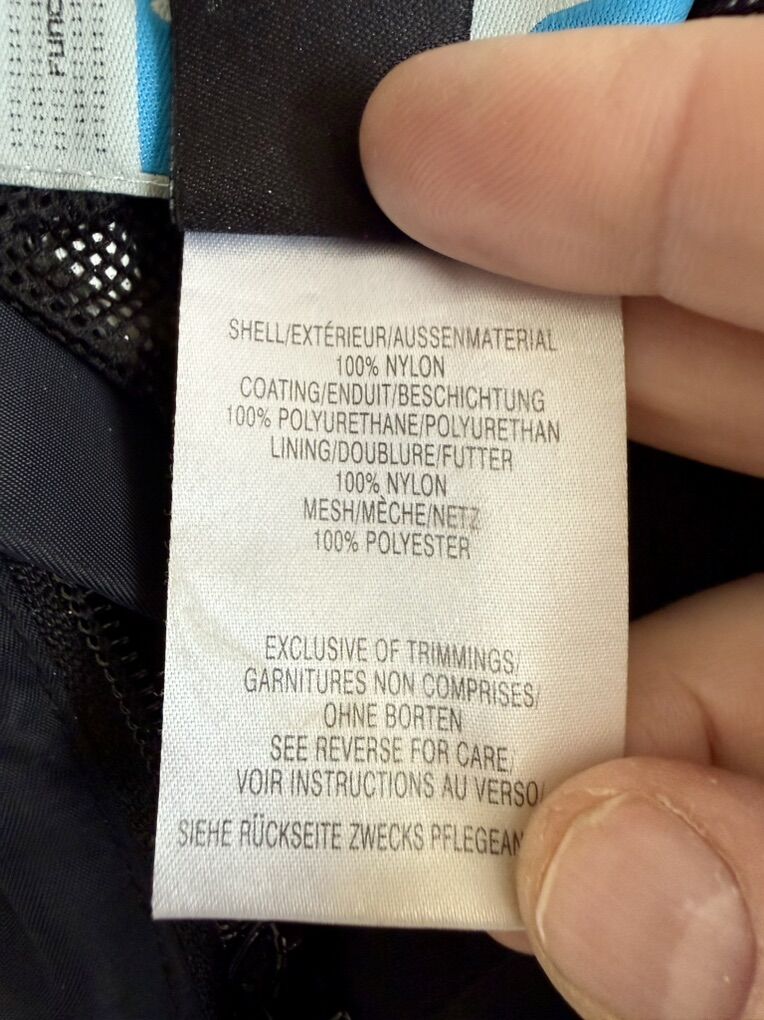 SHELL/EXTÉRIEUR/AUSSENMATERIAL
100% NYLON
COATING/ENDUIT/BESCHICHTUNG
100% POLYURETHANE/POLYURETHAN
LINING/DOUBLURE/FUTTER
100% NYLON
MESH/MÈCHE/NETZ
100% POLYESTER
EXCLUSIVE OF TRIMMINGS/
GARNITURES NON COMPRISES/
OHNE BORTEN
SEE REVERSE FOR CARE/
VOIR INSTRUCTIONS AU VERSO/
SIEHE RÜCKSEITE ZWECKS